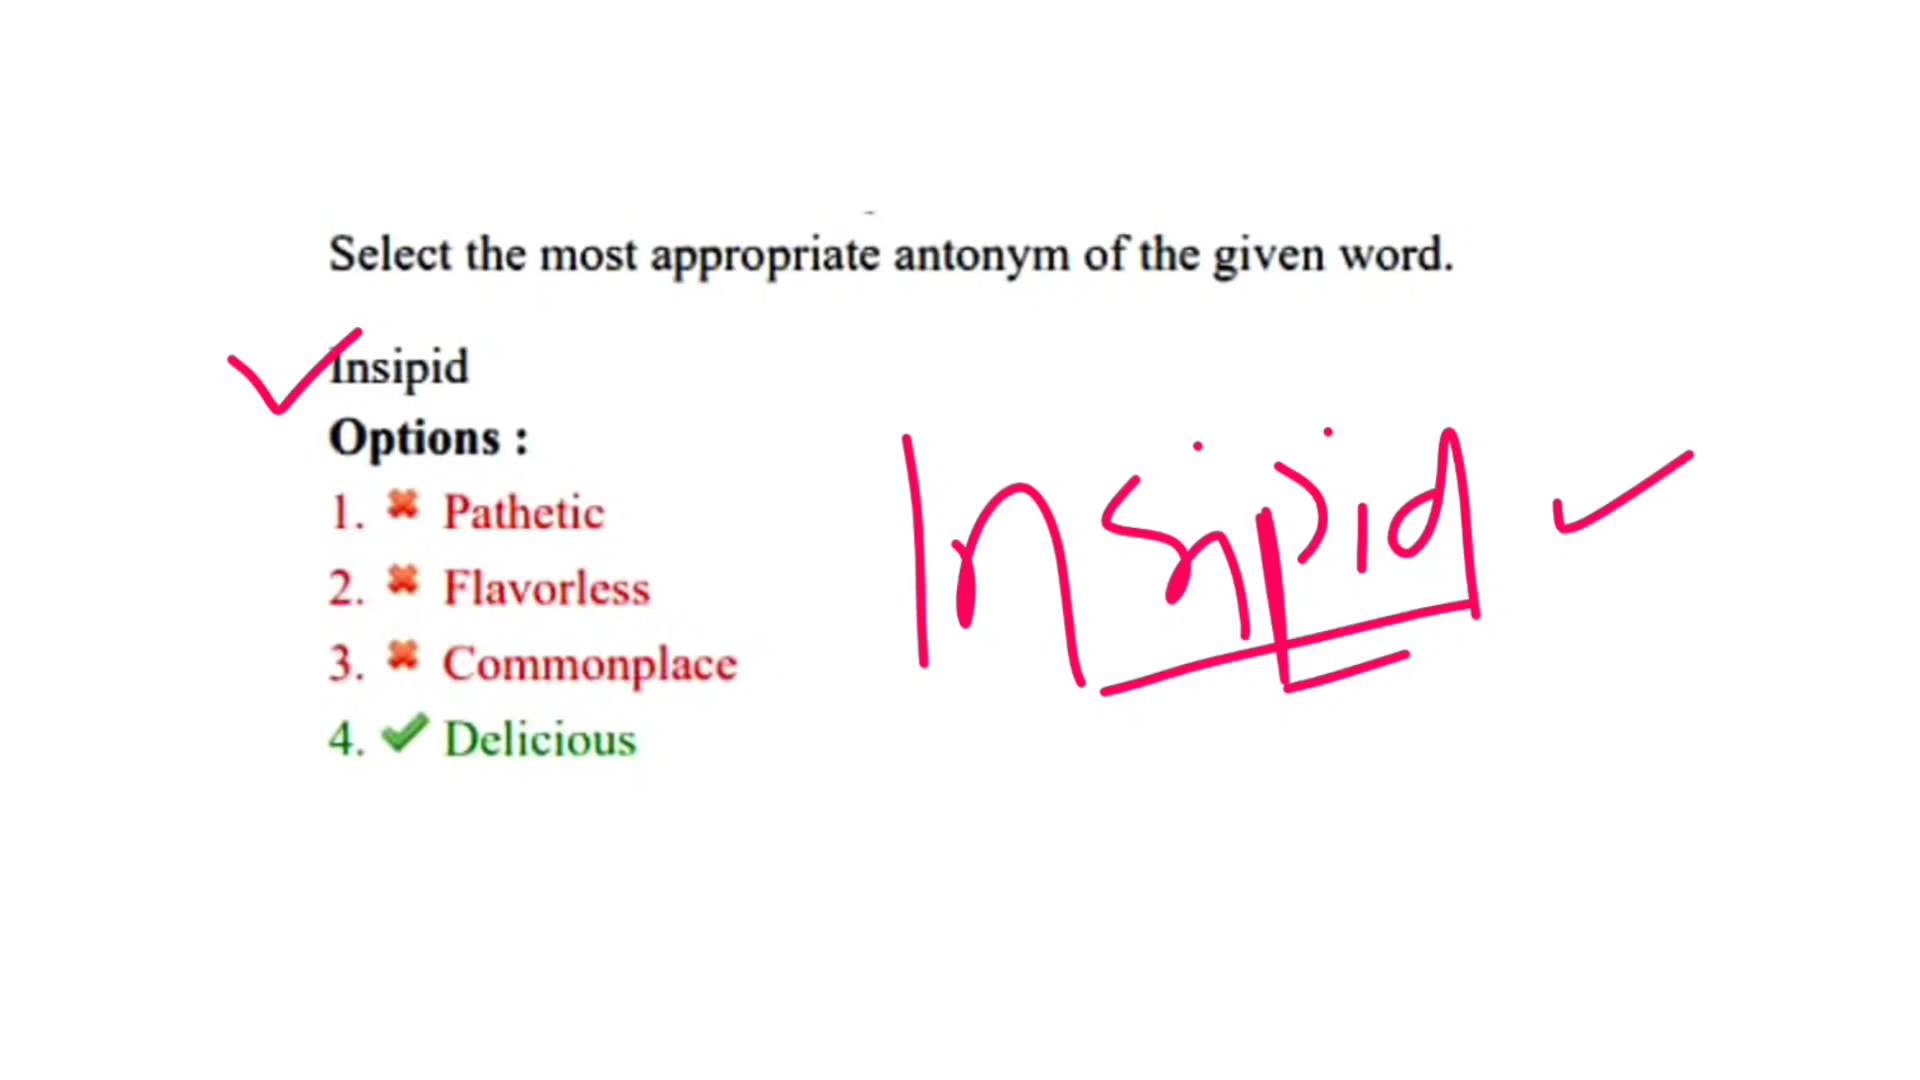 Select the most appropriate antonym of the given word.
Insipid
Options :
1. Pathetic
2. Flavorless
3. Commonplace
4. Delicious
Insipid